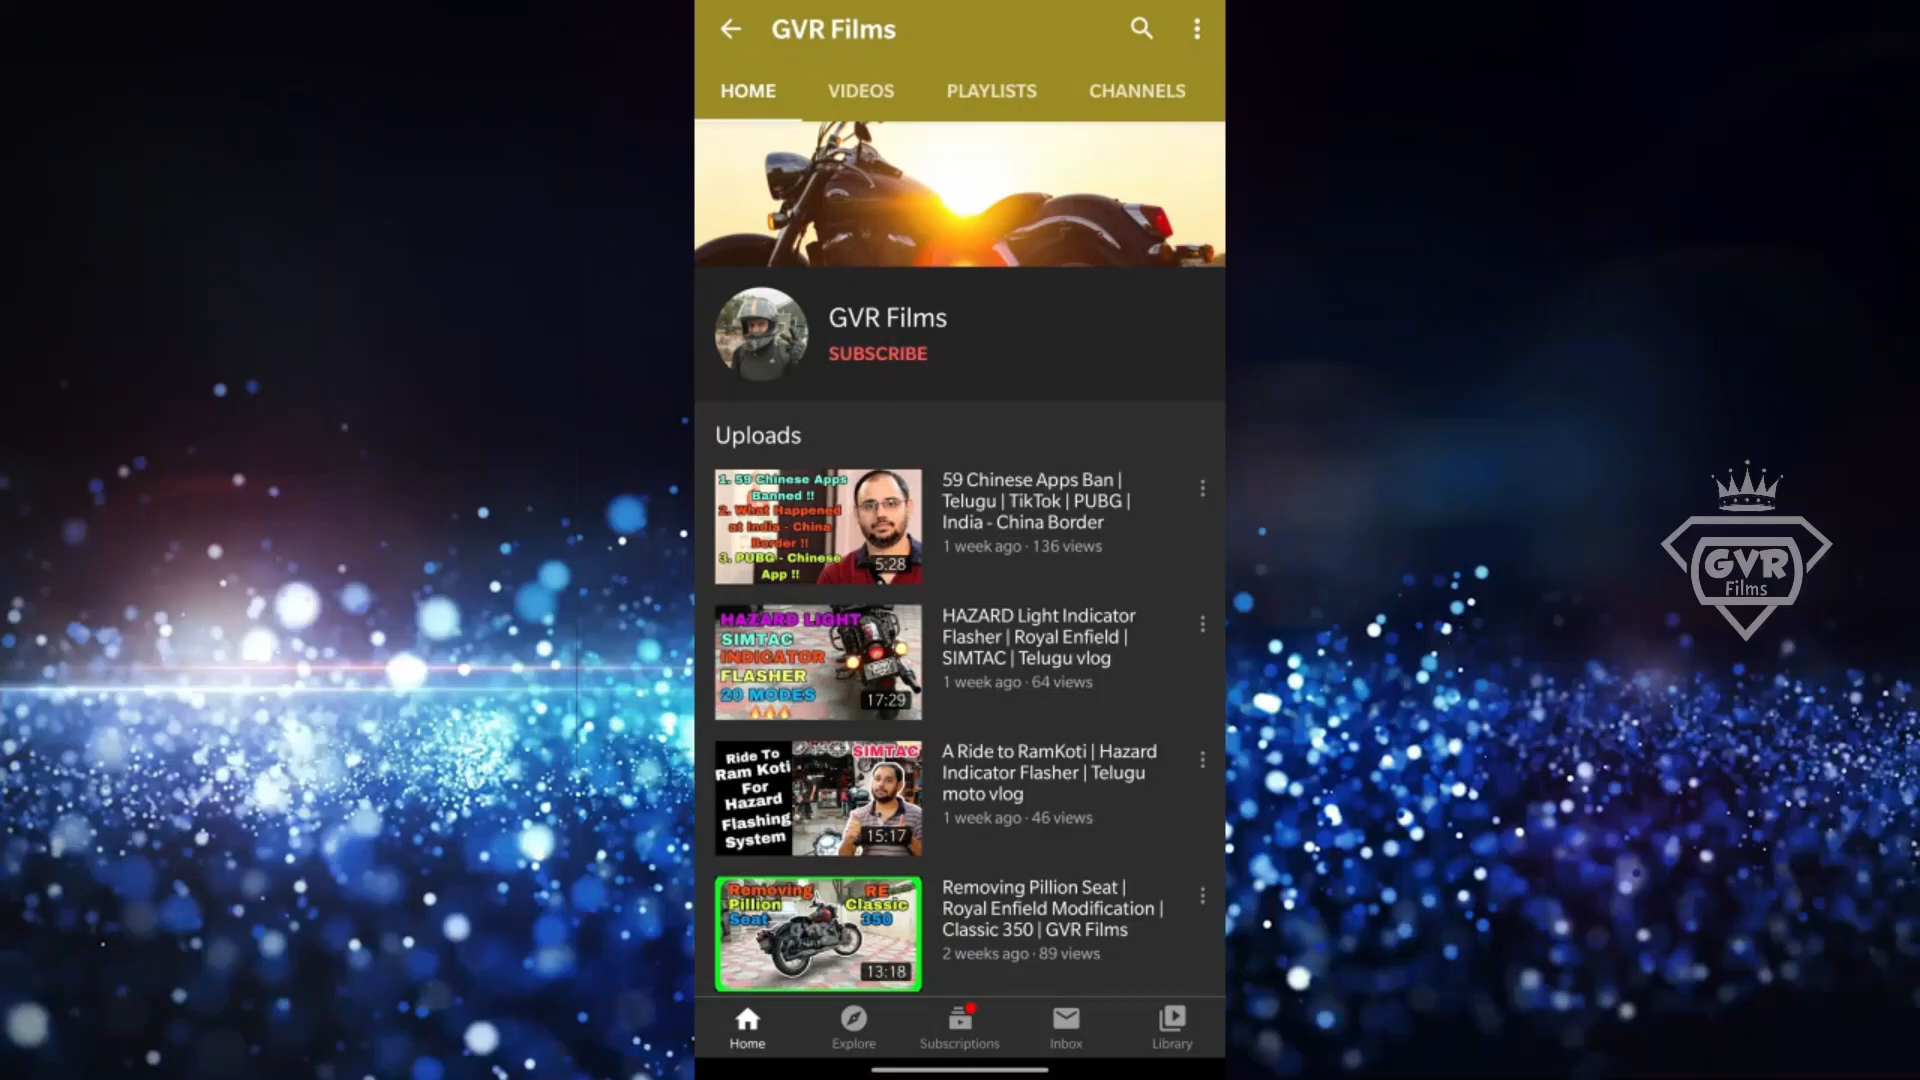 GVR Films
HOME VIDEOS PLAYLISTS CHANNELS
GVR Films
SUBSCRIBE
Uploads
1. 59 Chinese Apps
Banned !!
2. What Happened
at India - China
Border !!
3. PUBG - Chinese
App !!
5:28
59 Chinese Apps Ban |
Telugu | TikTok | PUBG |
India - China Border
1 week ago · 136 views
HAZARD LIGHT
SIMTAC
INDICATOR
FLASHER
20 MODES
17:29
HAZARD Light Indicator
Flasher | Royal Enfield |
SIMTAC | Telugu vlog
1 week ago · 64 views
Ride To
Ram Koti
For
Hazard
Flashing
System
SIMTAC
15:17
A Ride to RamKoti | Hazard
Indicator Flasher | Telugu
moto vlog
1 week ago · 46 views
Removing
Pillion
Seat
RE
Classic
350
13:18
Removing Pillion Seat |
Royal Enfield Modification |
Classic 350 | GVR Films
2 weeks ago · 89 views
Home Explore Subscriptions Inbox Library
GVR
Films